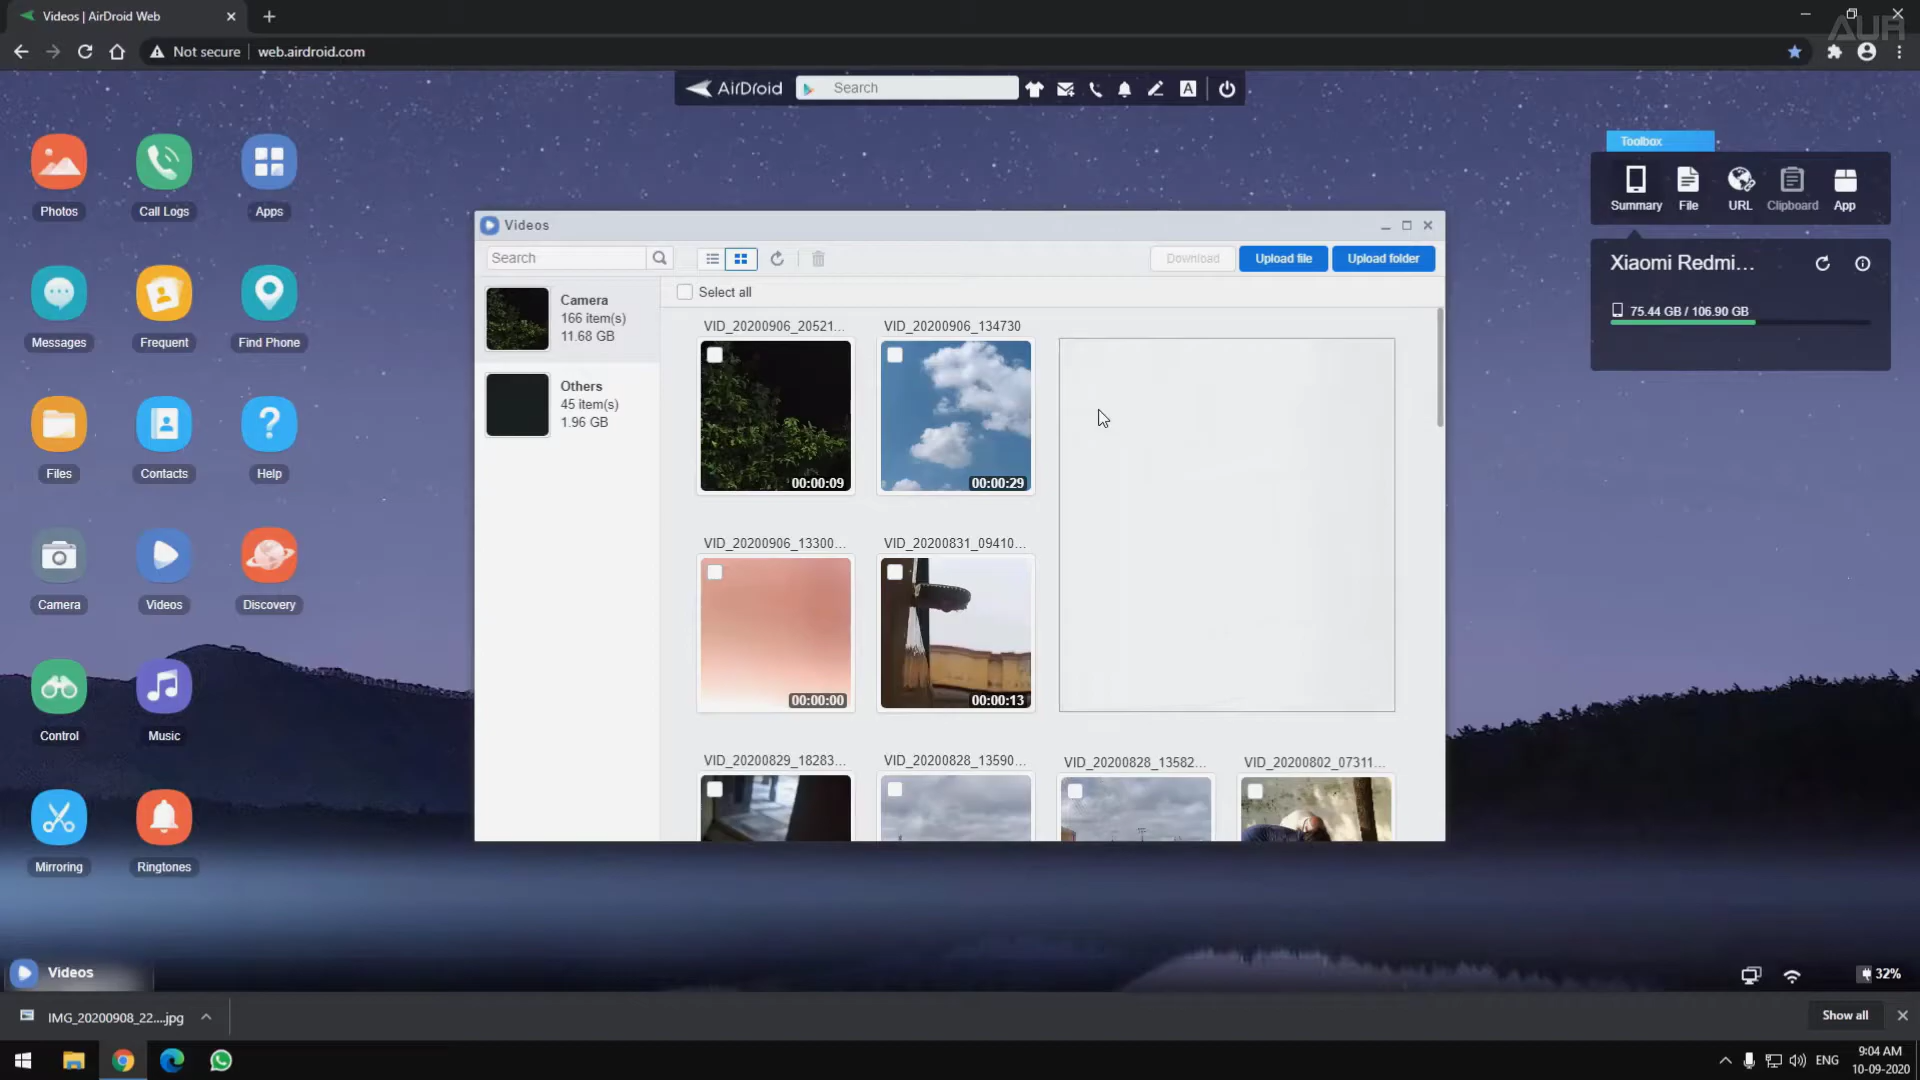 Videos | AirDroid Web
Not secure
web.airdroid.com
AUR
AirDroid
Search
Toolbox
Summary
File
URL
Clipboard
App
Xiaomi Redmi...
75.44 GB / 106.90 GB
Photos
Call Logs
Apps
Messages
Frequent
Find Phone
Files
Contacts
Help
Camera
Videos
Discovery
Control
Music
Mirroring
Ringtones
Videos
Search
Download
Upload file
Upload folder
Camera
166 item(s)
11.68 GB
Others
45 item(s)
1.96 GB
Select all
VID_20200906_20521...
VID_20200906_134730
00:00:09
00:00:29
VID_20200906_13300...
VID_20200831_09410...
00:00:00
00:00:13
VID_20200829_18283...
VID_20200828_13590...
VID_20200828_13582...
VID_20200802_07311...
Videos
32%
IMG_20200908_22....jpg
Show all
ENG
9:04 AM
10-09-2020